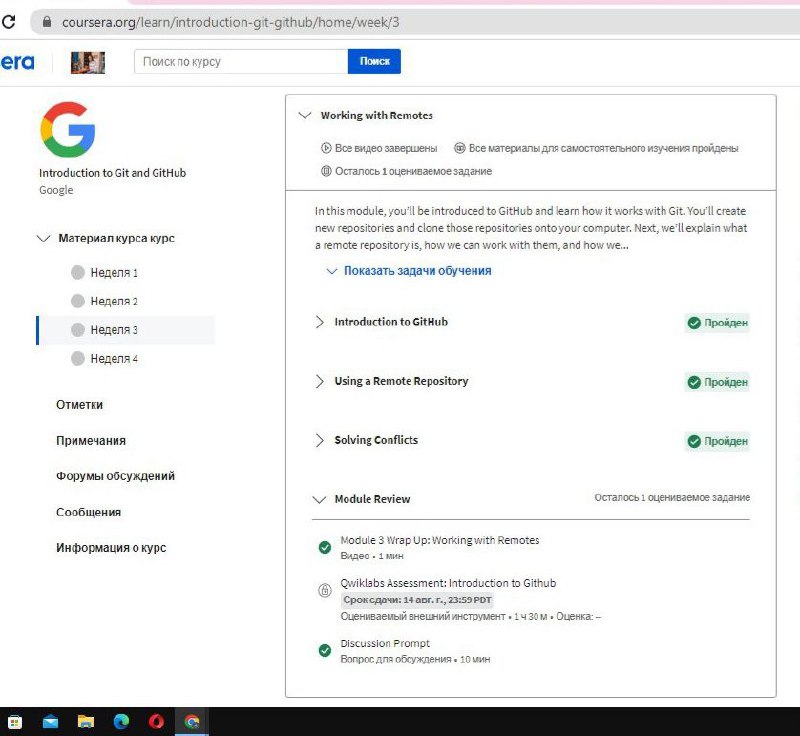 coursera.org/learn/introduction-git-github/home/week/3
era
Поиск по курсу
Поиск
Introduction to Git and GitHub
Google
Материал курса курс
Неделя 1
Неделя 2
Неделя 3
Неделя 4
Отметки
Примечания
Форумы обсуждений
Сообщения
Информация о курс
Working with Remotes
Все видео завершены
Все материалы для самостоятельного изучения пройдены
Осталось 1 оцениваемое задание
In this module, you'll be introduced to GitHub and learn how it works with Git. You'll create
new repositories and clone those repositories onto your computer. Next, we'll explain what
a remote repository is, how we can work with them, and how we...
Показать задачи обучения
Introduction to GitHub
Пройден
Using a Remote Repository
Пройден
Solving Conflicts
Пройден
Module Review
Осталось 1 оцениваемое задание
Module 3 Wrap Up: Working with Remotes
Видео • 1 мин
Qwiklabs Assessment: Introduction to Github
Срок сдачи: 14 авг. г., 23:59 PDT
Оцениваемый внешний инструмент • 1 ч 30 м • Оценка: –
Discussion Prompt
Вопрос для обсуждения • 10 мин